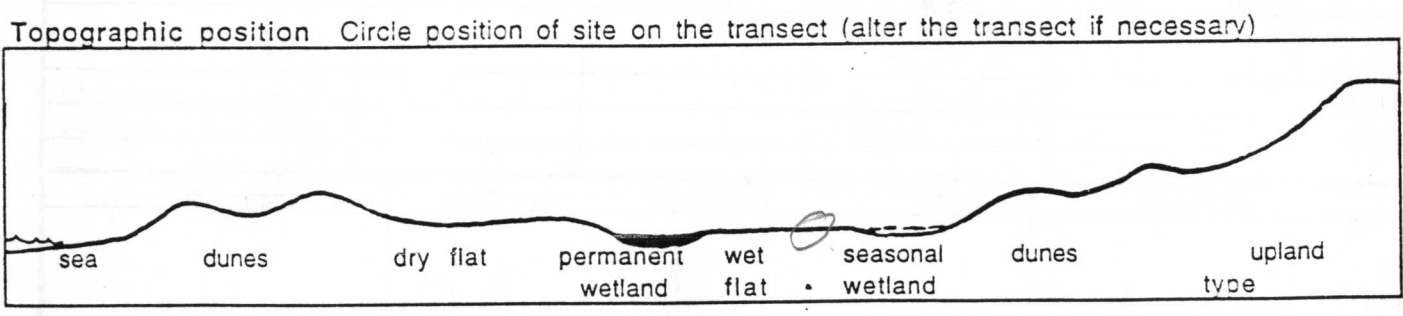 Topographic position Circle position of site on the transect (alter the transect if necessary)
sea dunes dry flat permanent wet seasonal dunes upland
wetland flat wetland type